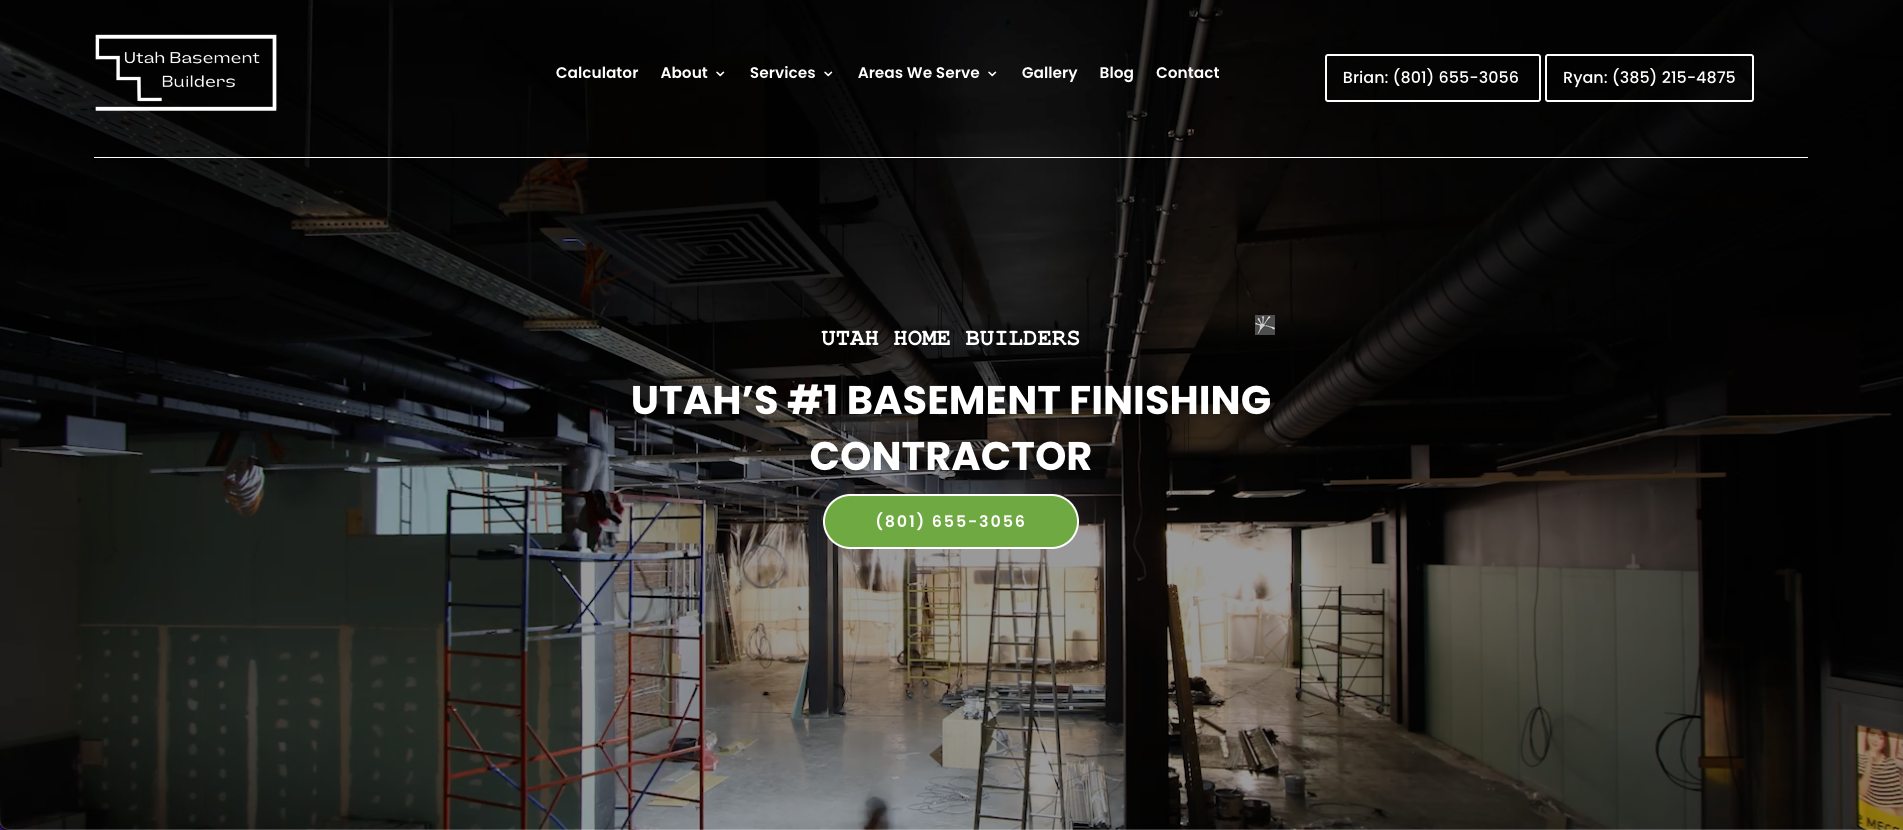 Utah Basement
Builders
Calculator About Services Areas We Serve Gallery Blog Contact
Brian: (801) 655-3056 Ryan: (385) 215-4875
UTAH HOME BUILDERS
UTAH’S #1 BASEMENT FINISHING
CONTRACTOR
(801) 655-3056